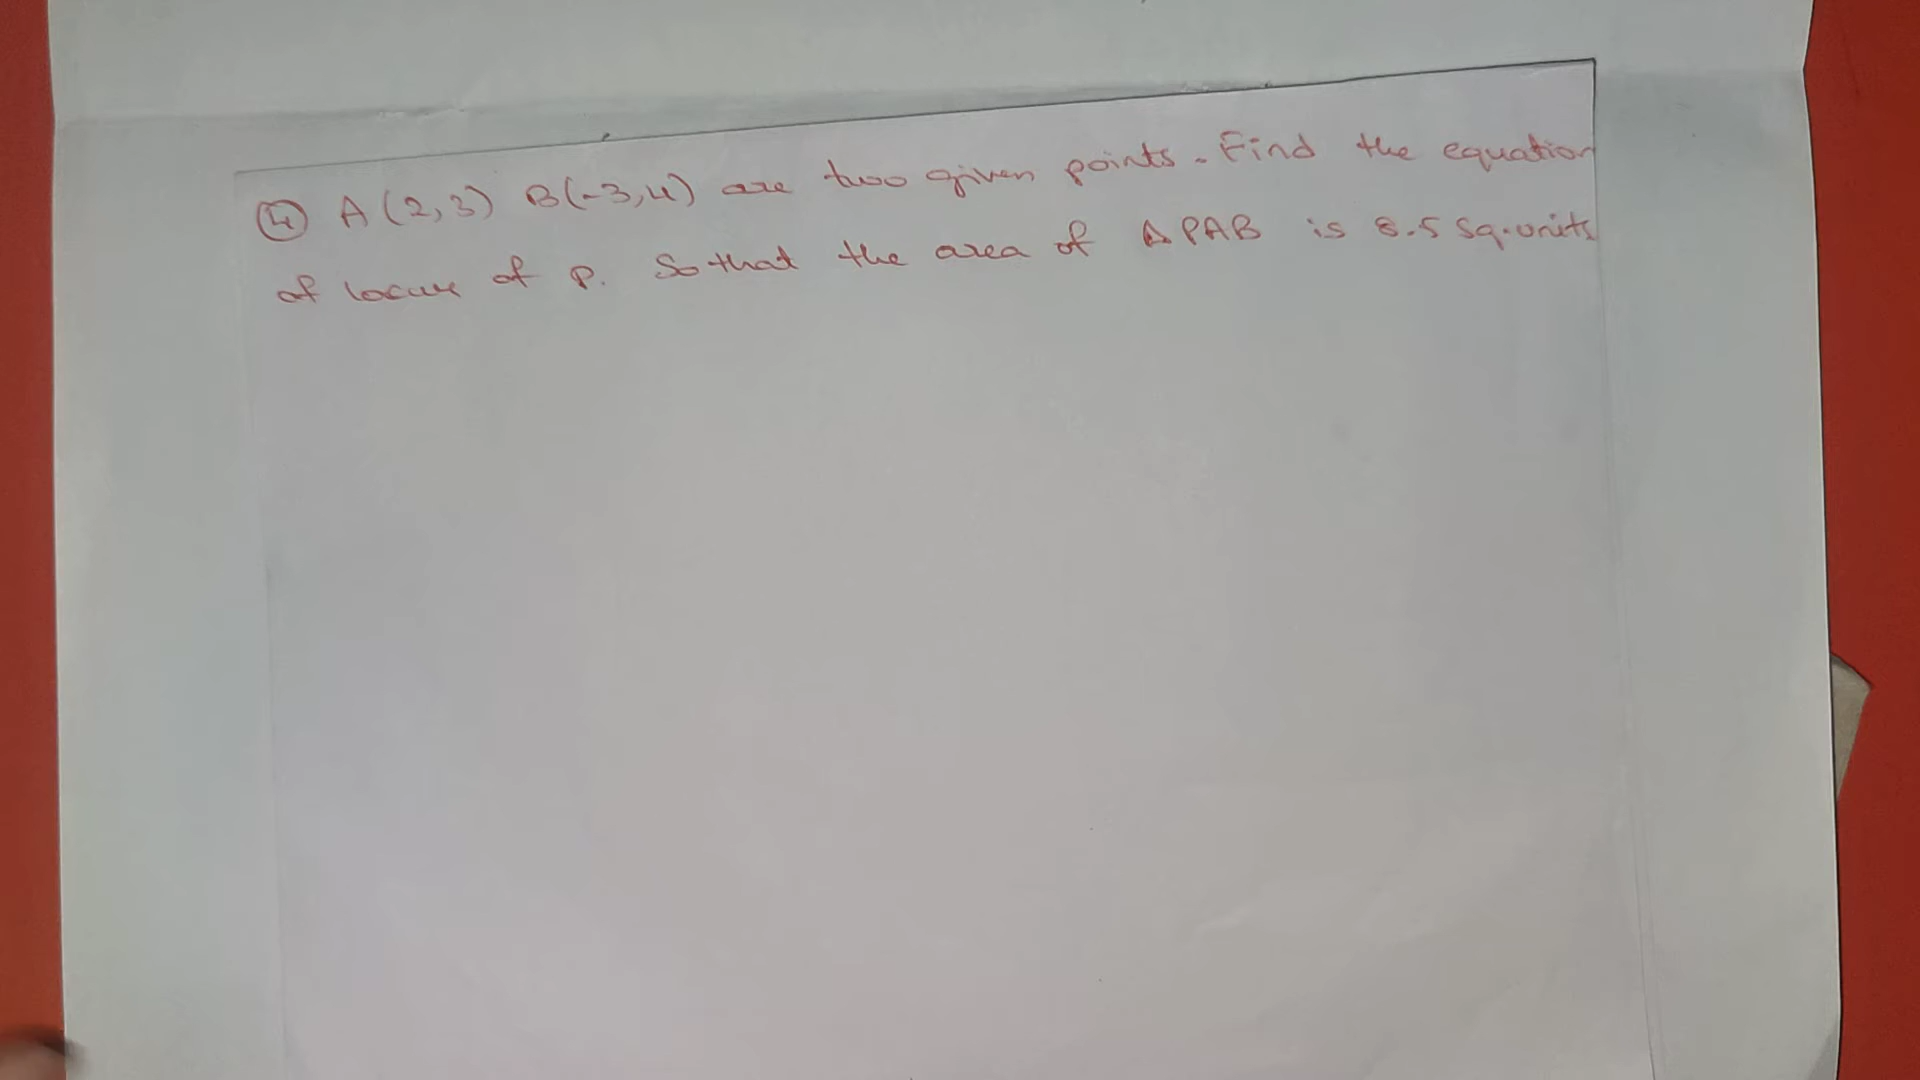 ④ A(2,3) B(-3,4) are two given points. Find the equation
of locus of P. So that the area of ΔPAB is 8.5 Sq.units